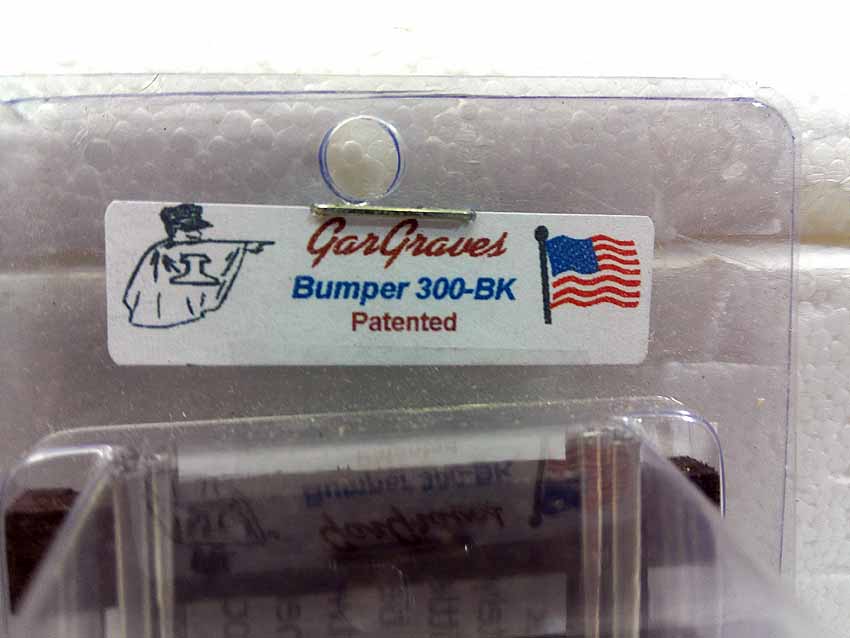 GarGraves
Bumper 300-BK
Patented